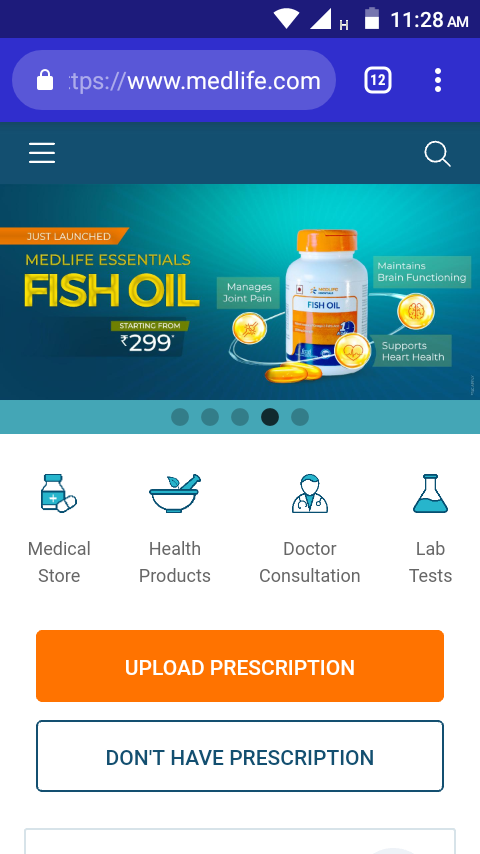 H
11:28 AM
ttps://www.medlife.com
12
JUST LAUNCHED
MEDLIFE ESSENTIALS
FISH OIL
STARTING FROM
₹299*
Manages
Joint Pain
MEDLIFE
FISH OIL
Maintains
Brain Functioning
Supports
Heart Health
Medical
Store
Health
Products
Doctor
Consultation
Lab
Tests
UPLOAD PRESCRIPTION
DON'T HAVE PRESCRIPTION